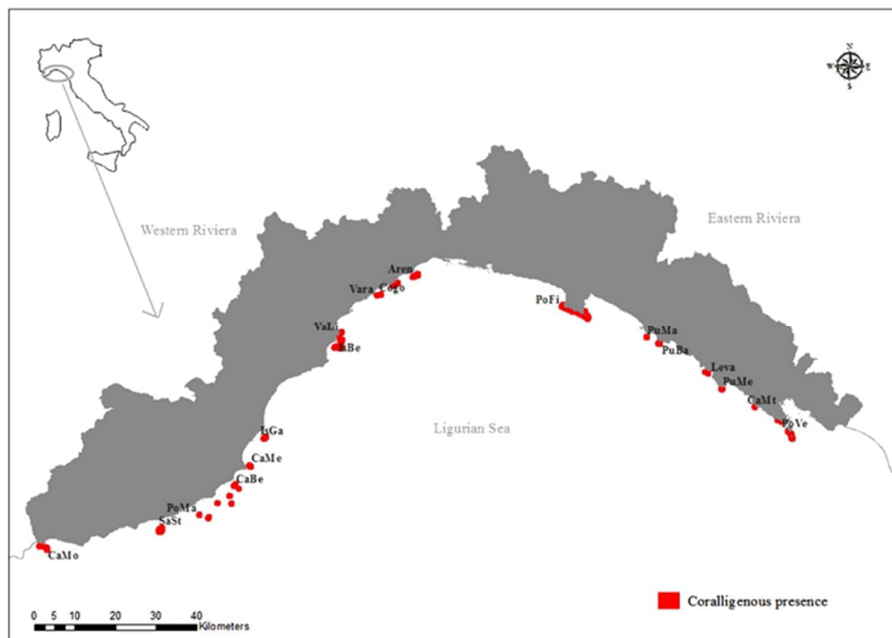 N
W E
S
Western Riviera
Eastern Riviera
Aren
Vara Cogo
PoFi
VaLi
IsBe
PuMa
PuBa
Leva
PuMe
CaMt
PoVe
IsGa
Ligurian Sea
CaMe
CaBe
PoMa
SaSt
CaMo
0 5 10 20 30 40
Kilometers
Coralligenous presence